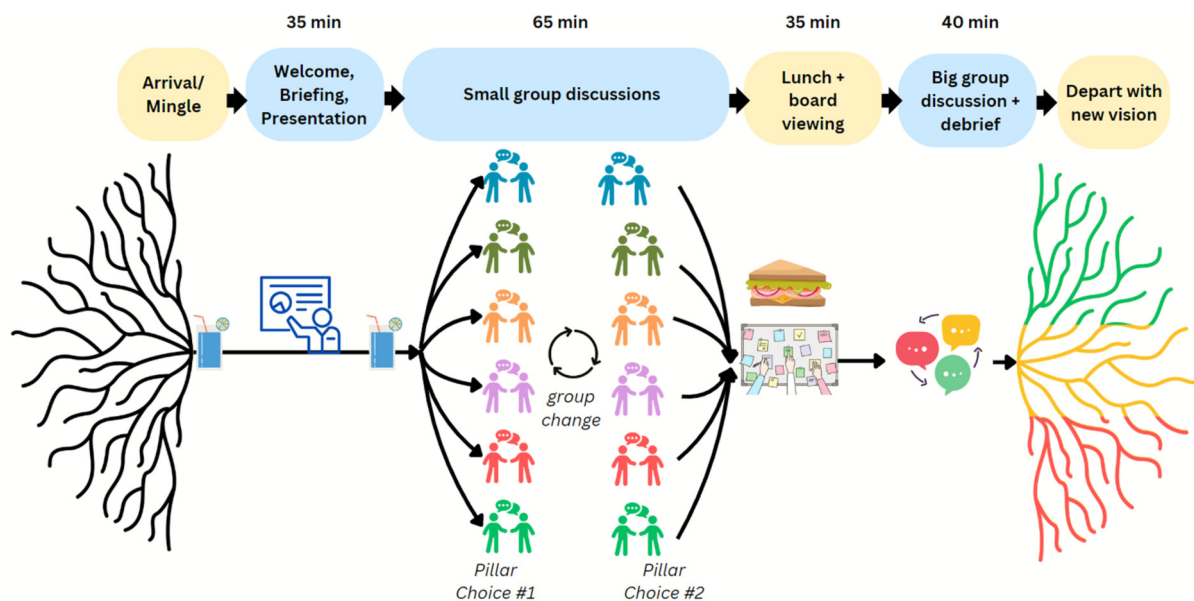 35 min
65 min
35 min
40 min
Arrival/
Mingle
Welcome,
Briefing,
Presentation
Small group discussions
Lunch +
board
viewing
Big group
discussion +
debrief
Depart with
new vision
group
change
Pillar
Choice #1
Pillar
Choice #2